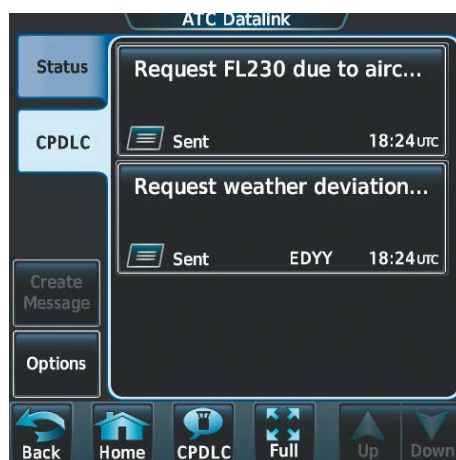 ATC Datalink
Status
CPDLC
Request FL230 due to airc...
Sent 18:24UTC
Request weather deviation...
Sent EDYY 18:24UTC
Create
Message
Options
Back Home CPDLC Full Up Down